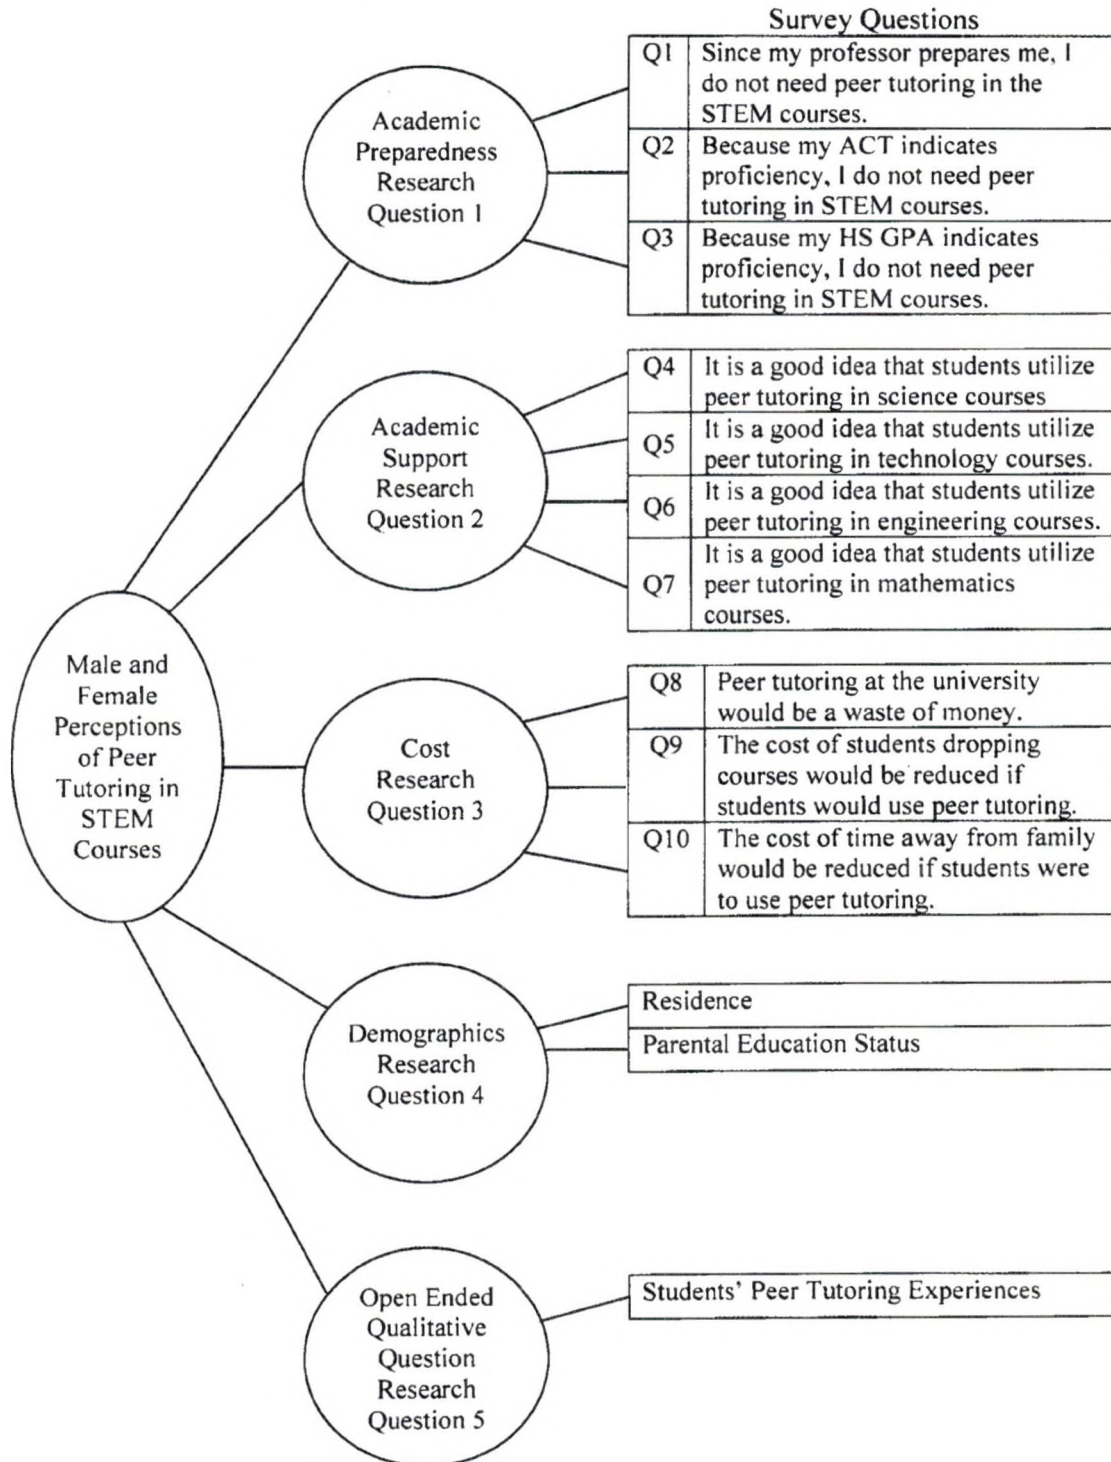 Survey Questions
Academic
Preparedness
Research
Question 1
Q1 Since my professor prepares me, I
do not need peer tutoring in the
STEM courses.
Q2 Because my ACT indicates
proficiency, I do not need peer
tutoring in STEM courses.
Q3 Because my HS GPA indicates
proficiency, I do not need peer
tutoring in STEM courses.
Academic
Support
Research
Question 2
Q4 It is a good idea that students utilize
peer tutoring in science courses
Q5 It is a good idea that students utilize
peer tutoring in technology courses.
Q6 It is a good idea that students utilize
peer tutoring in engineering courses.
Q7 It is a good idea that students utilize
peer tutoring in mathematics
courses.
Male and
Female
Perceptions
of Peer
Tutoring in
STEM
Courses
Cost
Research
Question 3
Q8 Peer tutoring at the university
would be a waste of money.
Q9 The cost of students dropping
courses would be reduced if
students would use peer tutoring.
Q10 The cost of time away from family
would be reduced if students were
to use peer tutoring.
Demographics
Research
Question 4
Residence
Parental Education Status
Open Ended
Qualitative
Question
Research
Question 5
Students' Peer Tutoring Experiences